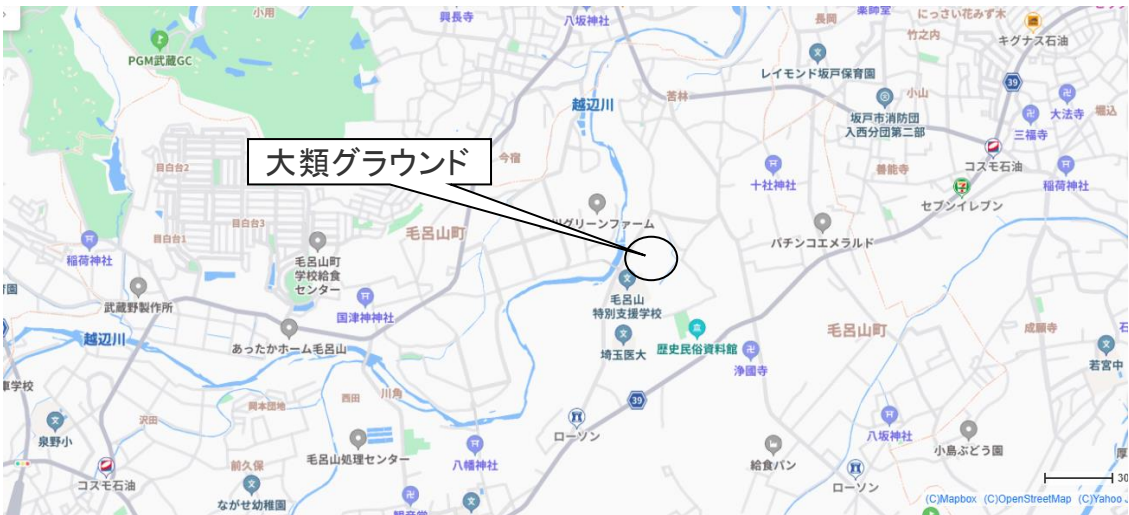 小用
興長寺
八坂神社
長岡
薬師堂
にっさい花みず木
竹之内
キグナス石油
PGM武蔵GC
レイモンド坂戸保育園
39
越辺川
苦林
小山
坂戸市消防団
入西分団第二部
大法寺
堀込
三福寺
大類グラウンド
今宿
目白台2
善能寺
コスモ石油
十社神社
稲荷神社
セブンイレブン
グリーンファーム
目白台3
毛呂山町
目白台1
パチンコエメラルド
稲荷神社
毛呂山町
学校給食
センター
武蔵野製作所
国津神神社
毛呂山
特別支援学校
毛呂山町
成願寺
越辺川
あったかホーム毛呂山
埼玉医大
歴史民俗資料館
浄國寺
若宮中
車学校
西田
川角
岡本団地
39
沢田
泉野小
ローソン
八坂神社
毛呂山処理センター
八幡神社
給食パン
小島ぶどう園
前久保
コスモ石油
ながせ幼稚園
ローソン
30
(C)Mapbox (C)OpenStreetMap (C)Yahoo